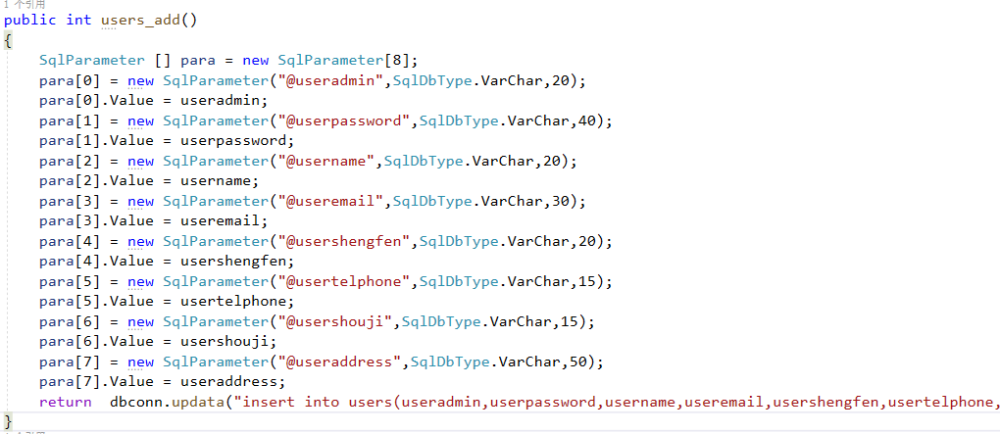 1 个引用
public int users_add()
{
SqlParameter [] para = new SqlParameter[8];
para[0] = new SqlParameter("@useradmin",SqlDbType.VarChar,20);
para[0].Value = useradmin;
para[1] = new SqlParameter("@userpassword",SqlDbType.VarChar,40);
para[1].Value = userpassword;
para[2] = new SqlParameter("@username",SqlDbType.VarChar,20);
para[2].Value = username;
para[3] = new SqlParameter("@useremail",SqlDbType.VarChar,30);
para[3].Value = useremail;
para[4] = new SqlParameter("@usershengfen",SqlDbType.VarChar,20);
para[4].Value = usershengfen;
para[5] = new SqlParameter("@usertelphone",SqlDbType.VarChar,15);
para[5].Value = usertelphone;
para[6] = new SqlParameter("@usershouji",SqlDbType.VarChar,15);
para[6].Value = usershouji;
para[7] = new SqlParameter("@useraddress",SqlDbType.VarChar,50);
para[7].Value = useraddress;
return  dbconn.updata("insert into users(useradmin,userpassword,username,useremail,usershengfen,usertelphone,
}